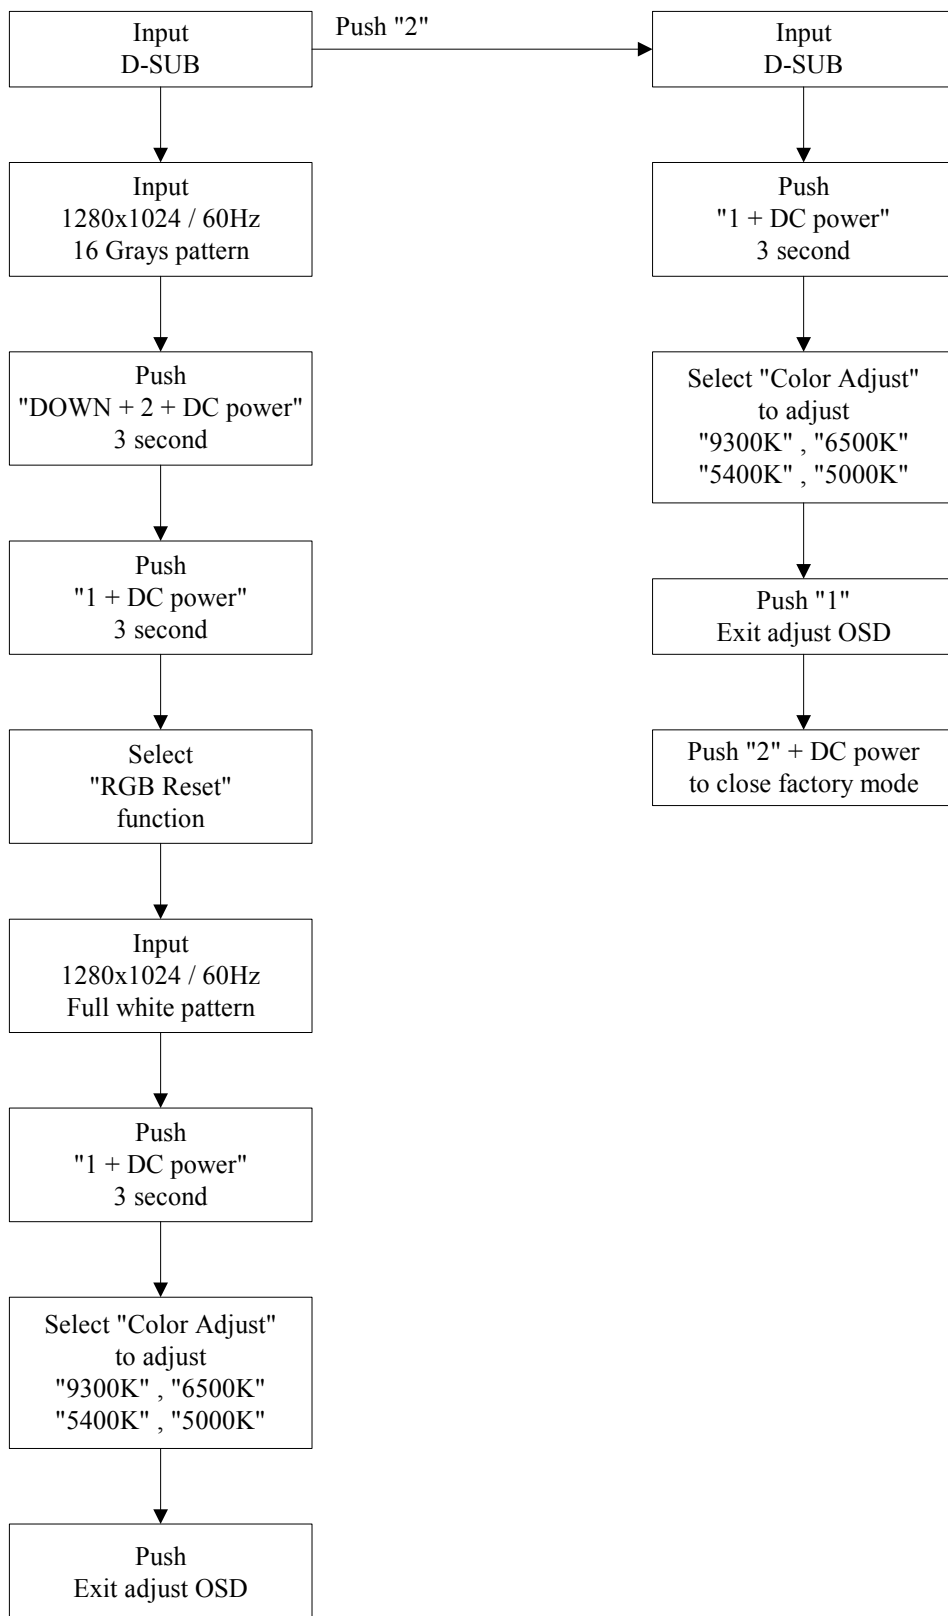 Input
D-SUB
Push "2"
Input
1280x1024 / 60Hz
16 Grays pattern
Push
"DOWN + 2 + DC power"
3 second
Push
"1 + DC power"
3 second
Select
"RGB Reset"
function
Input
1280x1024 / 60Hz
Full white pattern
Push
"1 + DC power"
3 second
Select "Color Adjust"
to adjust
"9300K" , "6500K"
"5400K" , "5000K"
Push
Exit adjust OSD
Input
D-SUB
Push
"1 + DC power"
3 second
Select "Color Adjust"
to adjust
"9300K" , "6500K"
"5400K" , "5000K"
Push "1"
Exit adjust OSD
Push "2" + DC power
to close factory mode